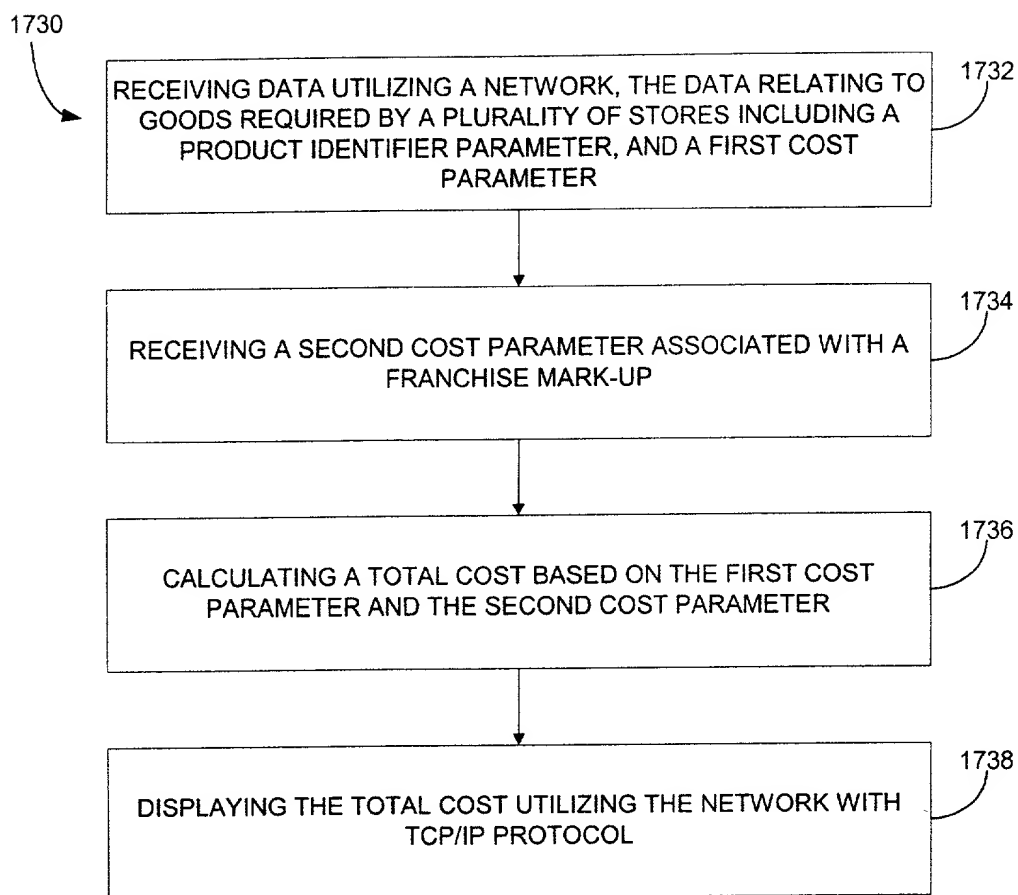 1730
1732
RECEIVING DATA UTILIZING A NETWORK, THE DATA RELATING TO
GOODS REQUIRED BY A PLURALITY OF STORES INCLUDING A
PRODUCT IDENTIFIER PARAMETER, AND A FIRST COST
PARAMETER
1734
RECEIVING A SECOND COST PARAMETER ASSOCIATED WITH A
FRANCHISE MARK-UP
1736
CALCULATING A TOTAL COST BASED ON THE FIRST COST
PARAMETER AND THE SECOND COST PARAMETER
1738
DISPLAYING THE TOTAL COST UTILIZING THE NETWORK WITH
TCP/IP PROTOCOL